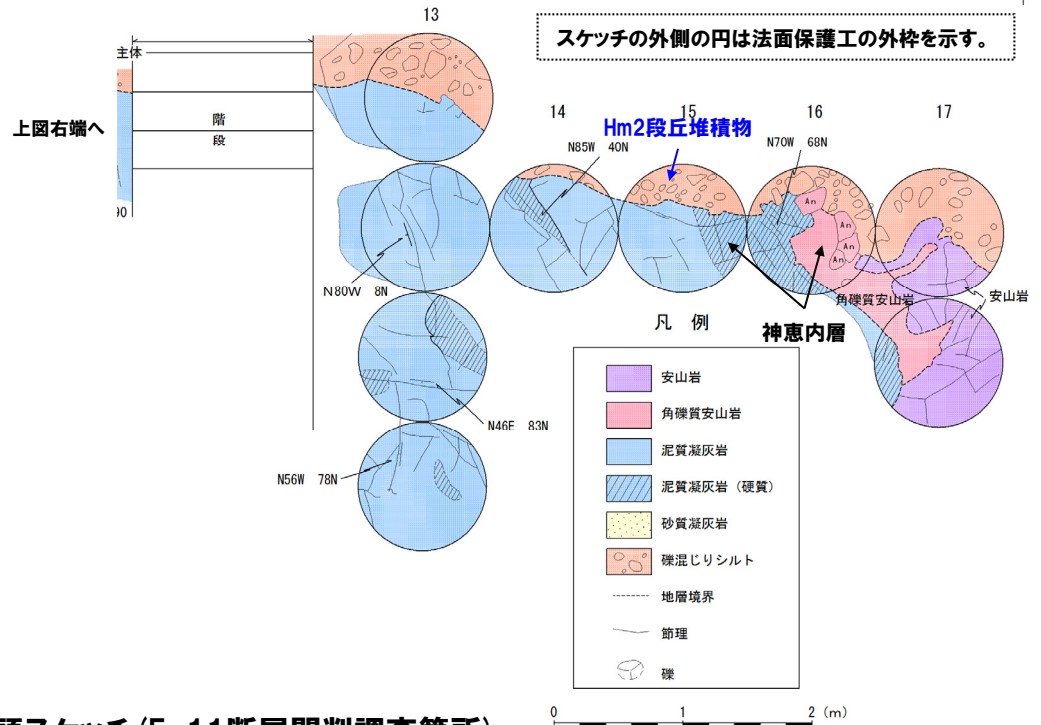 13
スケッチの外側の円は法面保護工の外枠を示す。
主体
上図右端へ
階
段
14
15
16
17
Hm2段丘堆積物
N85W 40N
N70W 68N
An
An
An
An
N80W 8N
角礫質安山岩
安山岩
神恵内層
N46E 83N
N56W 78N
凡 例
安山岩
角礫質安山岩
泥質凝灰岩
泥質凝灰岩（硬質）
砂質凝灰岩
礫混じりシルト
地層境界
節理
礫
0 1 2 (m)